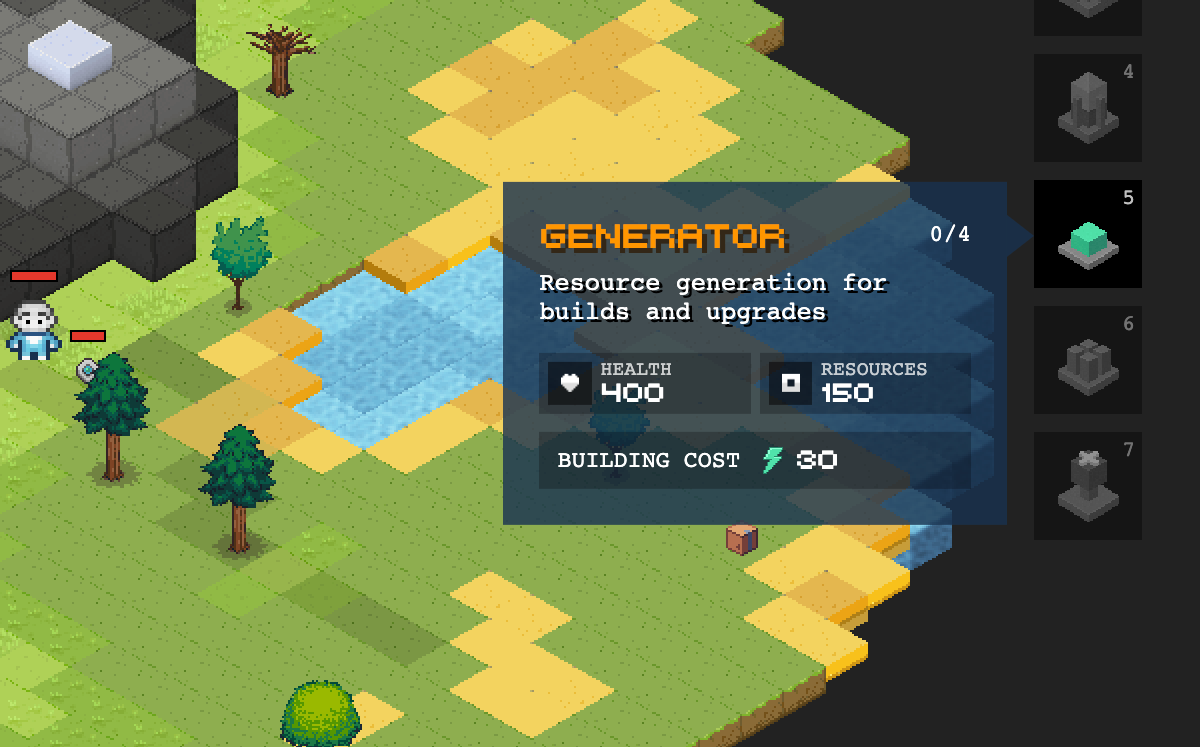 4
GENERATOR 0/4
5
Resource generation for
builds and upgrades
6
HEALTH
400
RESOURCES
150
BUILDING COST 30
7